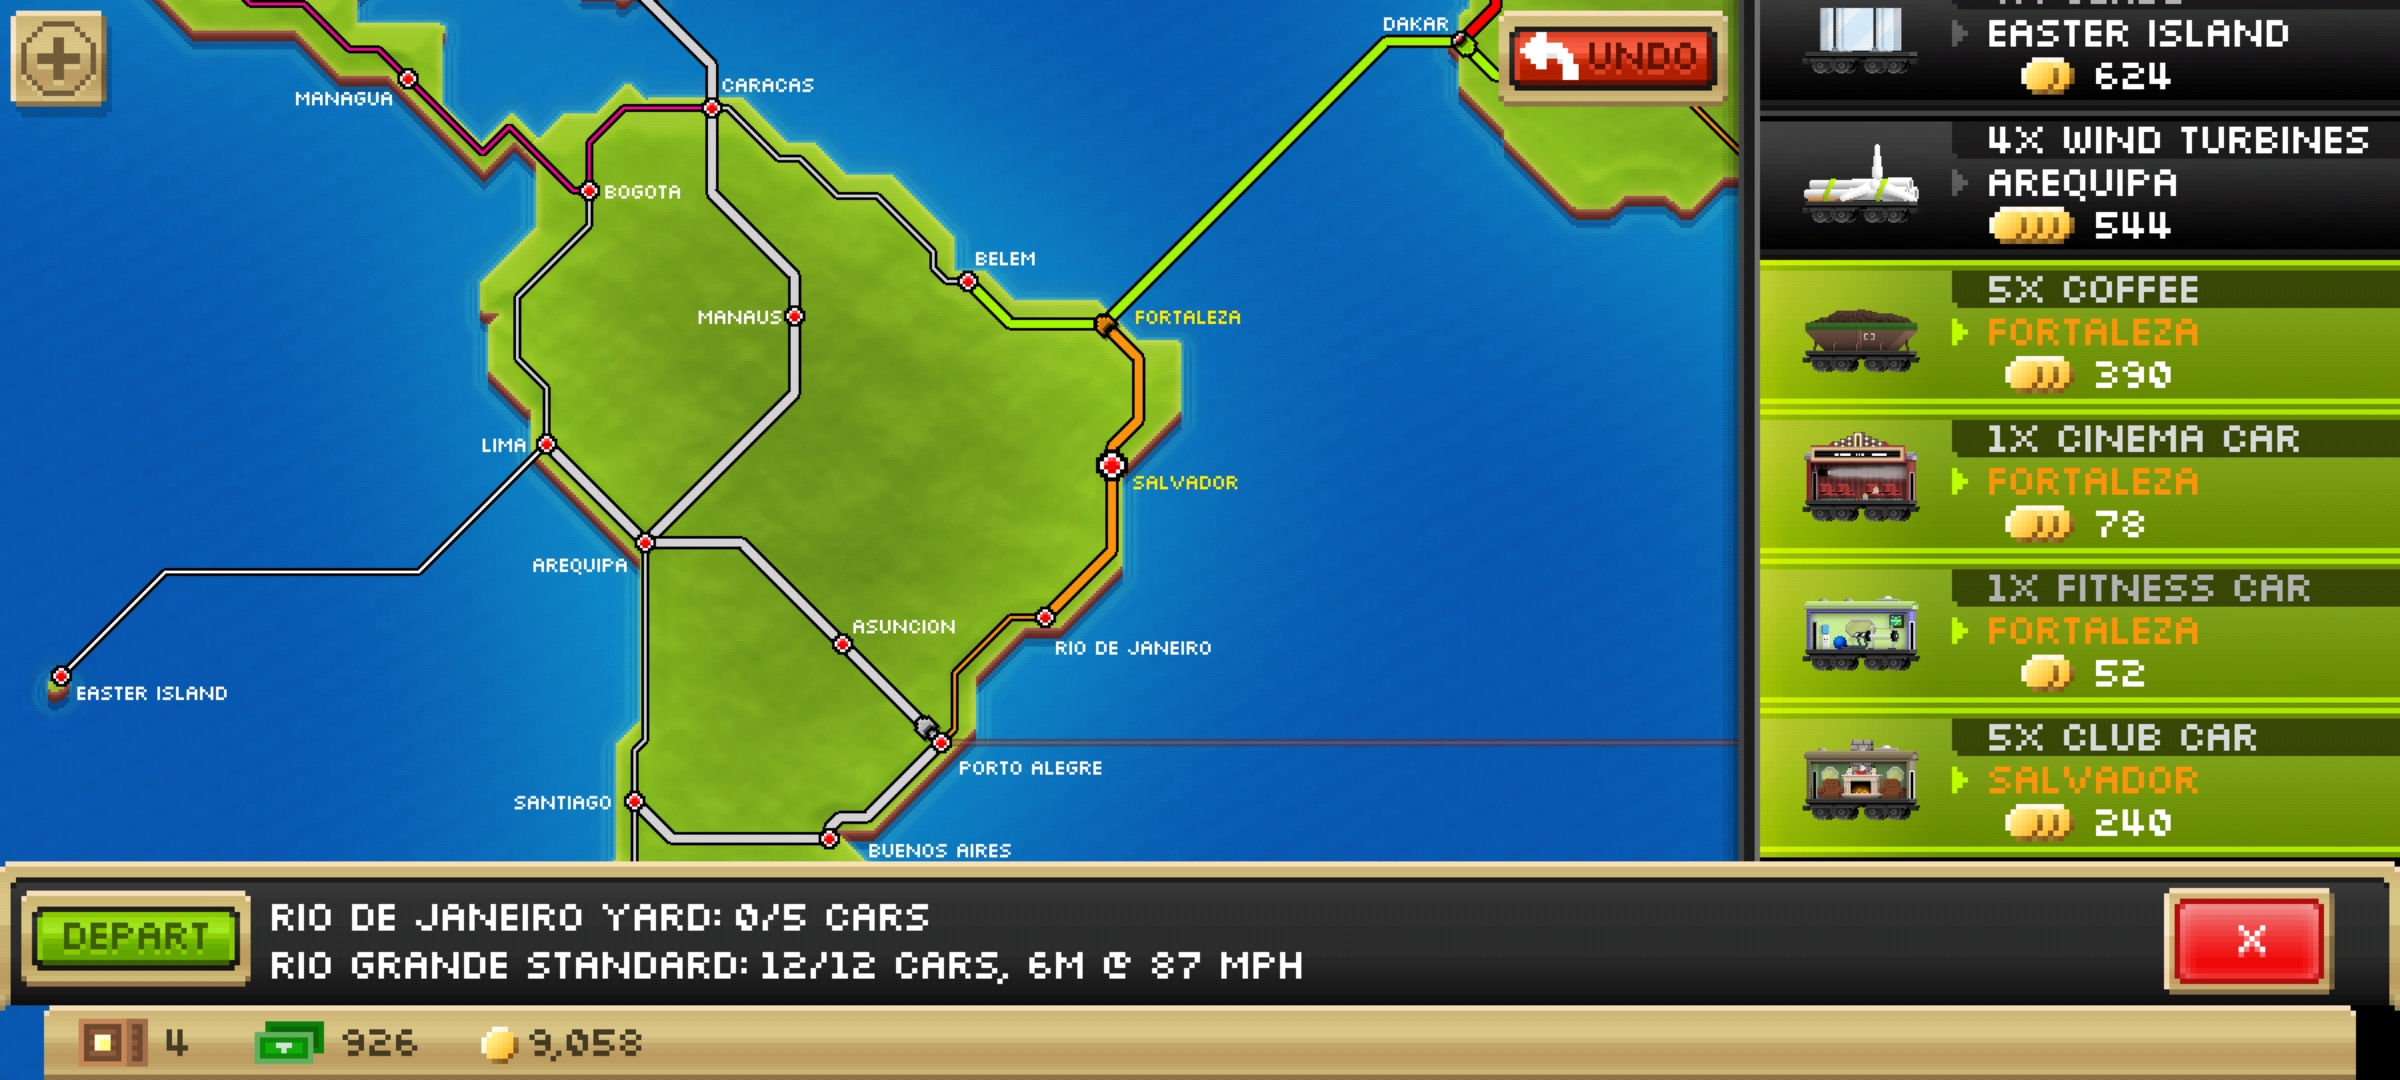 DAKAR
UNDO
CARACAS
MANAGUA
BOGOTA
BELEM
MANAUS
FORTALEZA
LIMA
SALVADOR
AREQUIPA
ASUNCION
RIO DE JANEIRO
EASTER ISLAND
PORTO ALEGRE
SANTIAGO
BUENOS AIRES
EASTER ISLAND
624
4X WIND TURBINES
AREQUIPA
544
5X COFFEE
FORTALEZA
390
1X CINEMA CAR
FORTALEZA
78
1X FITNESS CAR
FORTALEZA
52
5X CLUB CAR
SALVADOR
240
DEPART
RIO DE JANEIRO YARD: 0/5 CARS
RIO GRANDE STANDARD: 12/12 CARS, 6M @ 87 MPH
X
4 926 9,058